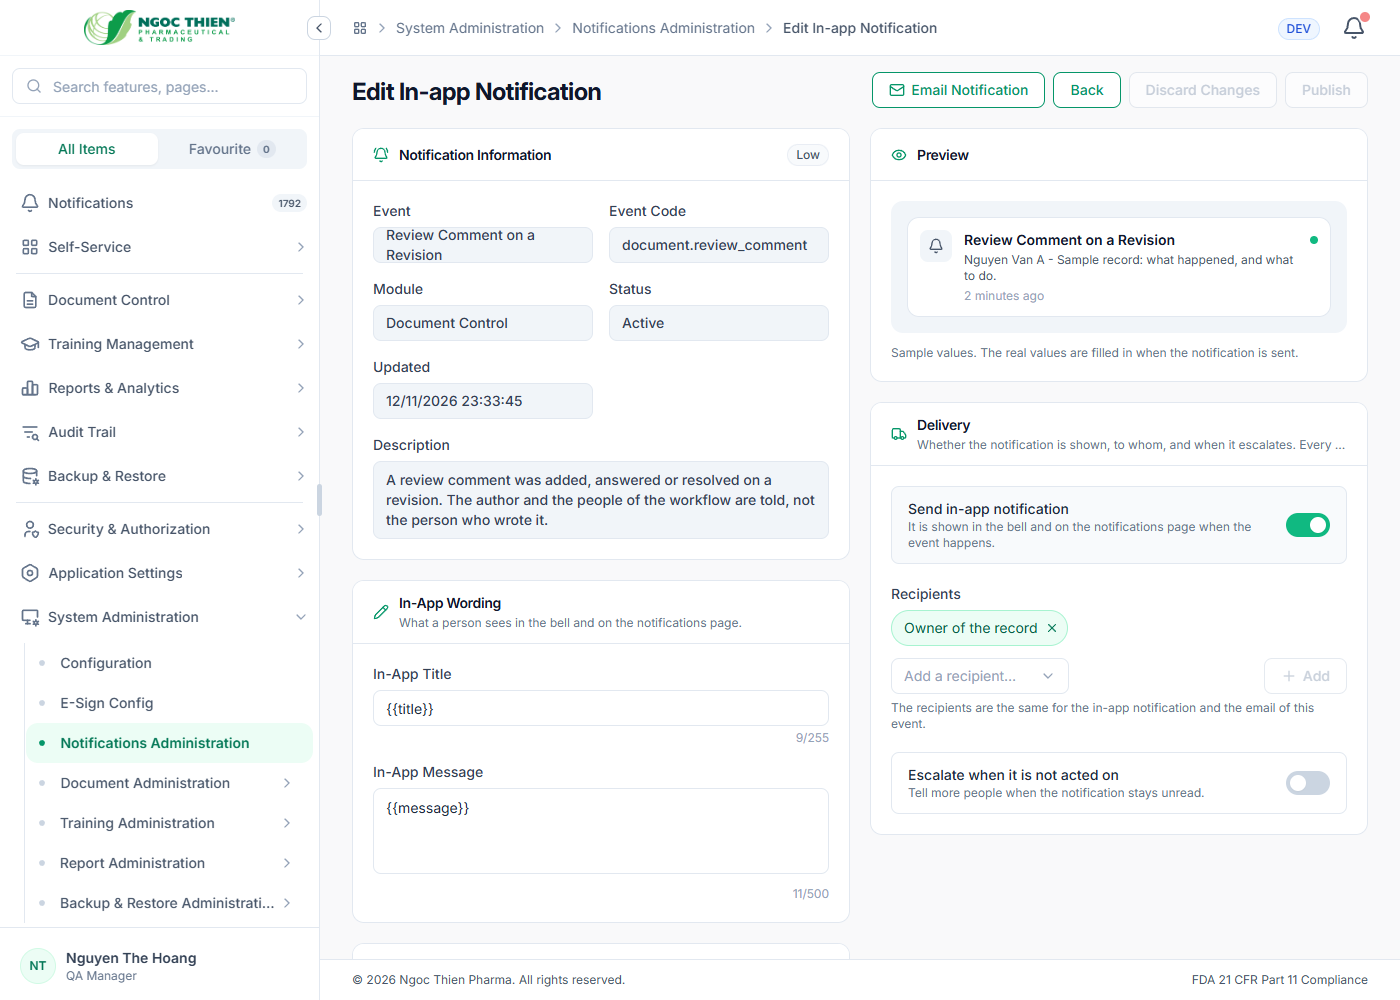 NGOC THIEN®
PHARMACEUTICAL
& TRADING
Search features, pages...
All Items
Favourite 0
Notifications 1792
Self-Service
Document Control
Training Management
Reports & Analytics
Audit Trail
Backup & Restore
Security & Authorization
Application Settings
System Administration
Configuration
E-Sign Config
Notifications Administration
Document Administration
Training Administration
Report Administration
Backup & Restore Administrati...
NT
Nguyen The Hoang
QA Manager
System Administration > Notifications Administration > Edit In-app Notification
DEV
Edit In-app Notification
Email Notification
Back
Discard Changes
Publish
Notification Information
Low
Event
Review Comment on a
Revision
Event Code
document.review_comment
Module
Document Control
Status
Active
Updated
12/11/2026 23:33:45
Description
A review comment was added, answered or resolved on a
revision. The author and the people of the workflow are told, not
the person who wrote it.
In-App Wording
What a person sees in the bell and on the notifications page.
In-App Title
{{title}}
9/255
In-App Message
{{message}}
11/500
Preview
Review Comment on a Revision
Nguyen Van A - Sample record: what happened, and what
to do.
2 minutes ago
Sample values. The real values are filled in when the notification is sent.
Delivery
Whether the notification is shown, to whom, and when it escalates. Every ...
Send in-app notification
It is shown in the bell and on the notifications page when the
event happens.
Recipients
Owner of the record
Add a recipient...
Add
The recipients are the same for the in-app notification and the email of this
event.
Escalate when it is not acted on
Tell more people when the notification stays unread.
© 2026 Ngoc Thien Pharma. All rights reserved.
FDA 21 CFR Part 11 Compliance